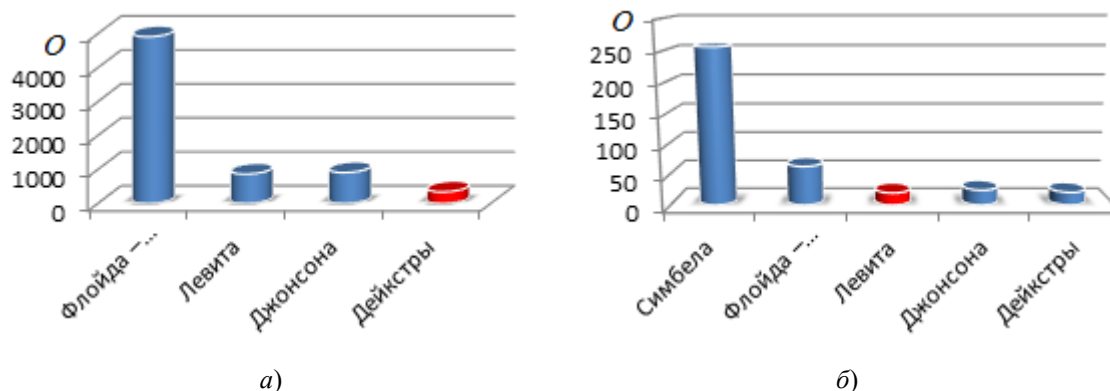 O
4000
3000
2000
1000
0
Флойда –...
Левита
Джонсона
Дейкстры
а)
O
250
200
150
100
50
0
Симбела
Флойда –...
Левита
Джонсона
Дейкстры
б)